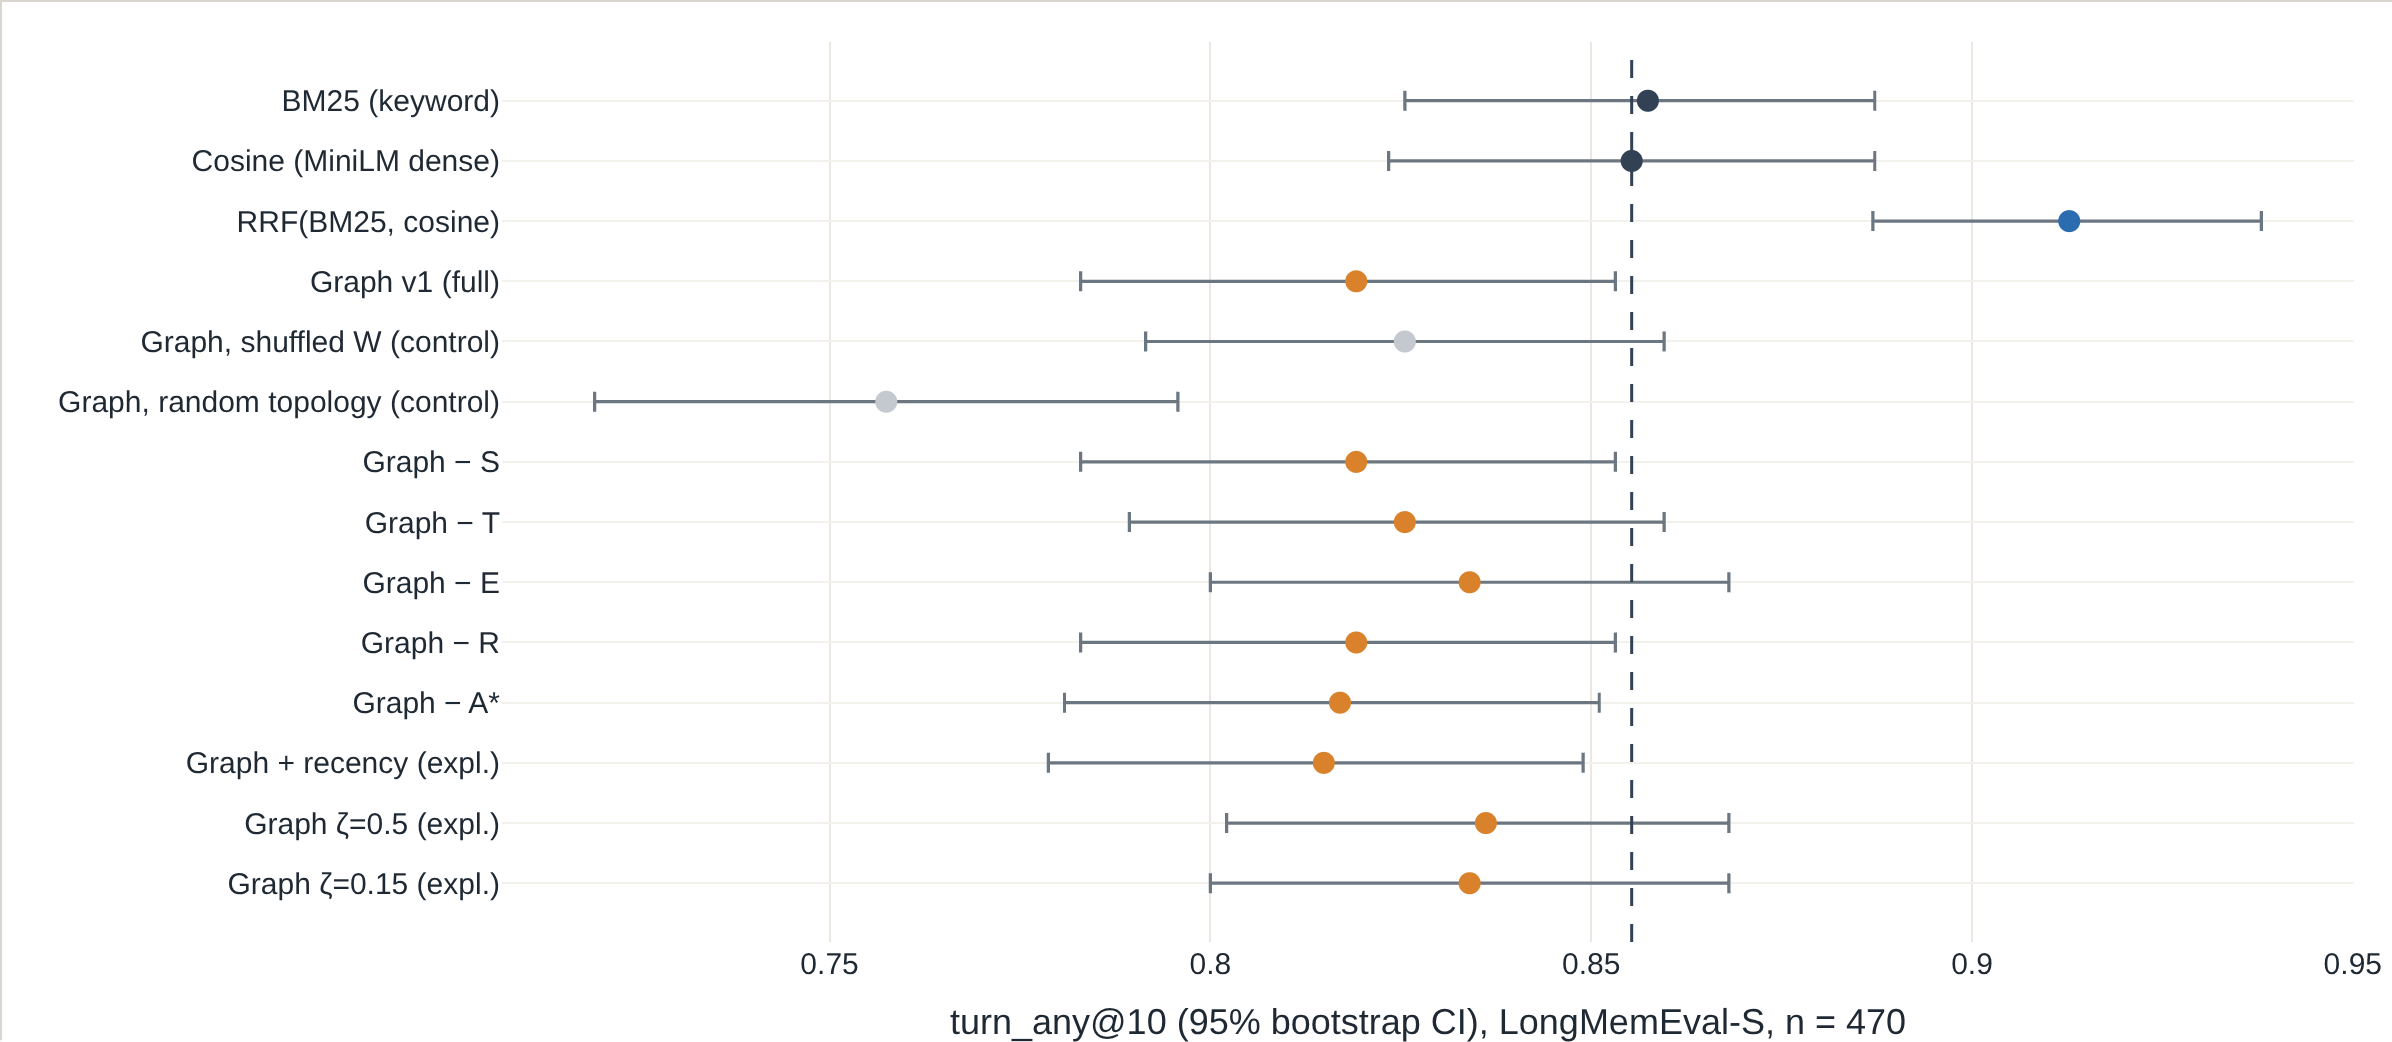 BM25 (keyword)
Cosine (MiniLM dense)
RRF(BM25, cosine)
Graph v1 (full)
Graph, shuffled W (control)
Graph, random topology (control)
Graph − S
Graph − T
Graph − E
Graph − R
Graph − A*
Graph + recency (expl.)
Graph ζ=0.5 (expl.)
Graph ζ=0.15 (expl.)
0.75 0.8 0.85 0.9 0.95
turn_any@10 (95% bootstrap CI), LongMemEval-S, n = 470